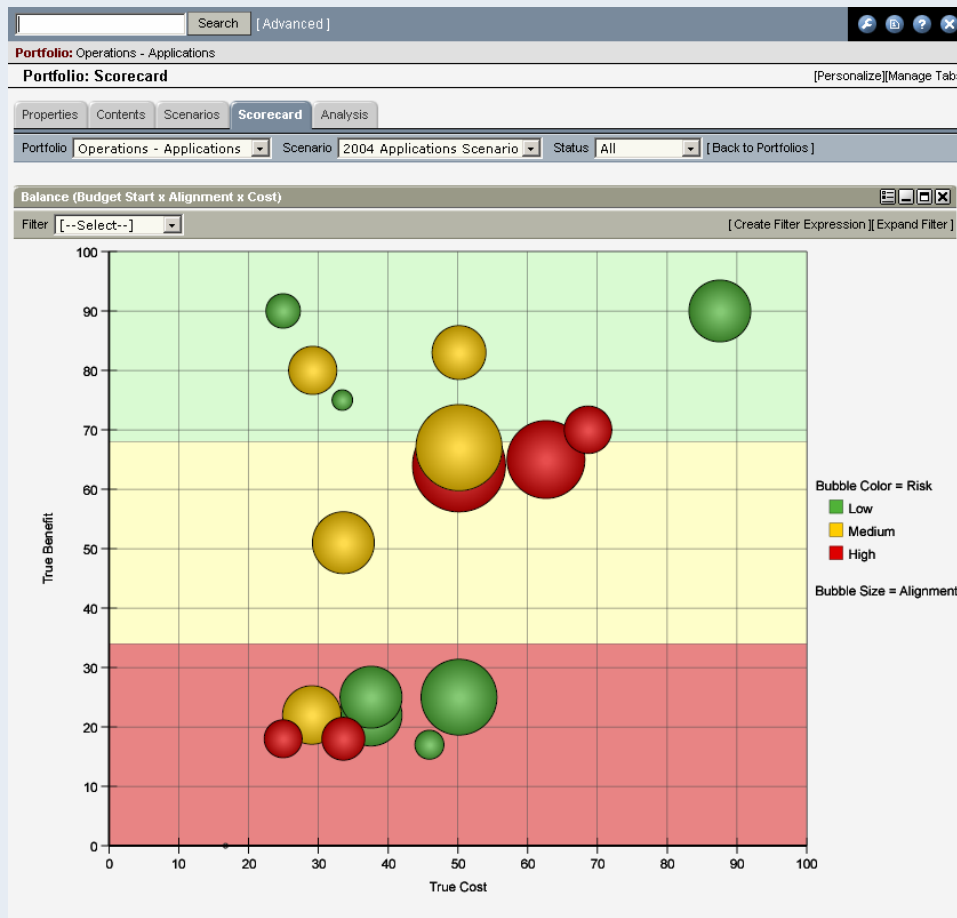 Search [ Advanced ]
Portfolio: Operations - Applications
Portfolio: Scorecard [Personalize][Manage Tabs
Properties Contents Scenarios Scorecard Analysis
Portfolio Operations - Applications Scenario 2004 Applications Scenario Status All [ Back to Portfolios ]
Balance (Budget Start x Alignment x Cost)
Filter [--Select--] [ Create Filter Expression ][ Expand Filter ]
100
90
80
70
60
50
40
30
20
10
0
True Benefit
0 10 20 30 40 50 60 70 80 90 100
True Cost
Bubble Color = Risk
Low
Medium
High
Bubble Size = Alignment